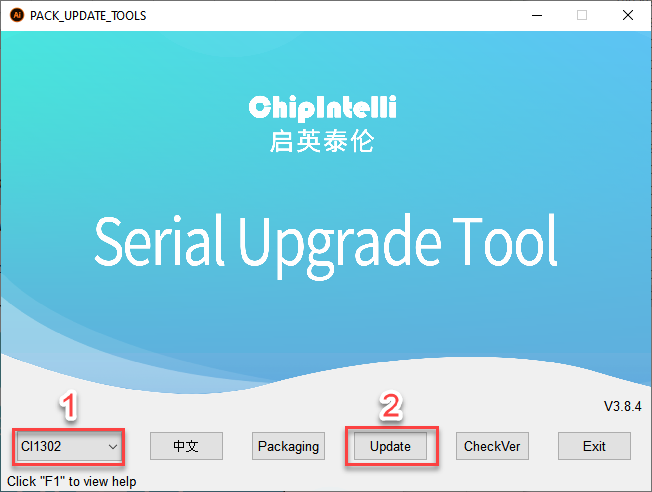 Ai PACK_UPDATE_TOOLS
ChipIntelli
启英泰伦
Serial Upgrade Tool
V3.8.4
1
2
CI1302
中文
Packaging
Update
CheckVer
Exit
Click "F1" to view help